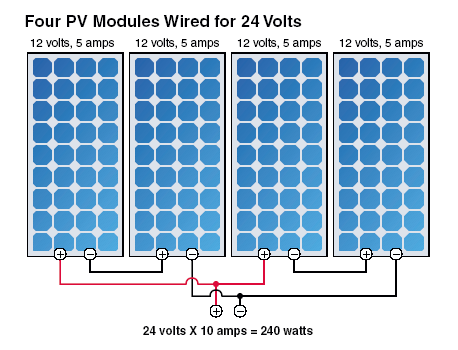 Four PV Modules Wired for 24 Volts
12 volts, 5 amps 12 volts, 5 amps 12 volts, 5 amps 12 volts, 5 amps
+ − + − + − + −
+ −
24 volts X 10 amps = 240 watts